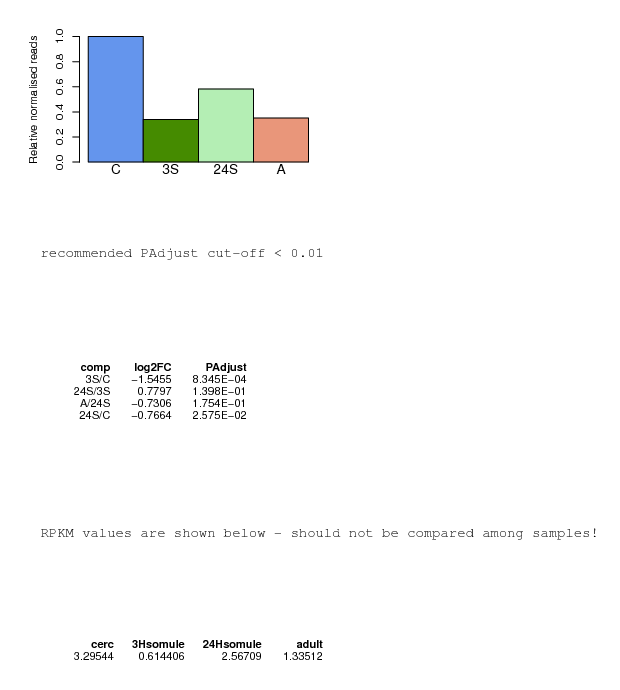 Relative normalised reads
1.0
0.8
0.6
0.4
0.2
0.0
C 3S 24S A
recommended PAdjust cut-off < 0.01
comp log2FC PAdjust
3S/C −1.5455 8.345E−04
24S/3S 0.7797 1.398E−01
A/24S −0.7306 1.754E−01
24S/C −0.7664 2.575E−02
RPKM values are shown below - should not be compared among samples!
cerc 3Hsomule 24Hsomule adult
3.29544 0.614406 2.56709 1.33512